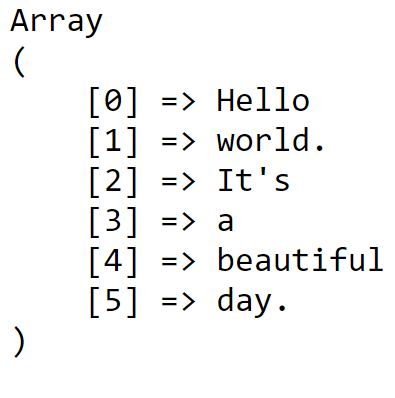 Array
(
    [0] => Hello
    [1] => world.
    [2] => It's
    [3] => a
    [4] => beautiful
    [5] => day.
)